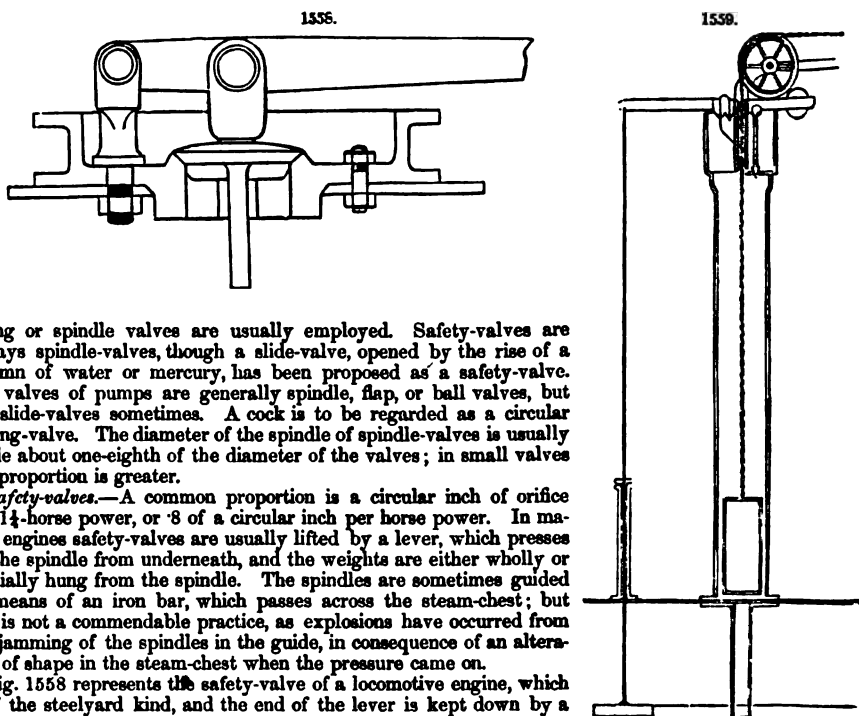 1558.
1559.
ng or spindle valves are usually employed. Safety-valves are
ays spindle-valves, though a slide-valve, opened by the rise of a
mn of water or mercury, has been proposed as a safety-valve.
valves of pumps are generally spindle, flap, or ball valves, but
slide-valves sometimes. A cock is to be regarded as a circular
ng-valve. The diameter of the spindle of spindle-valves is usually
le about one-eighth of the diameter of the valves; in small valves
proportion is greater.
afety-valves.—A common proportion is a circular inch of orifice
1¼-horse power, or ·8 of a circular inch per horse power. In ma-
engines safety-valves are usually lifted by a lever, which presses
he spindle from underneath, and the weights are either wholly or
ially hung from the spindle. The spindles are sometimes guided
means of an iron bar, which passes across the steam-chest; but
is not a commendable practice, as explosions have occurred from
jamming of the spindles in the guide, in consequence of an altera-
of shape in the steam-chest when the pressure came on.
ig. 1558 represents the safety-valve of a locomotive engine, which
the steelyard kind, and the end of the lever is kept down by a